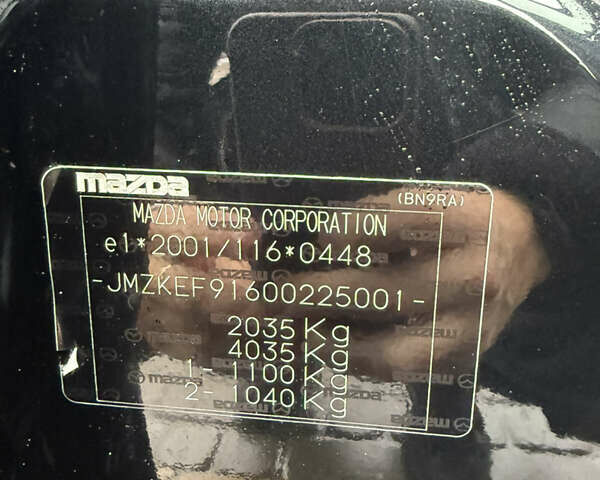 mazda
(BN9RA)
MAZDA MOTOR CORPORATION
e1*2001/116*0448
-JMZKEF91600225001-
2035 Kg
4035 Kg
1- 1100 Kg
2- 1040 Kg